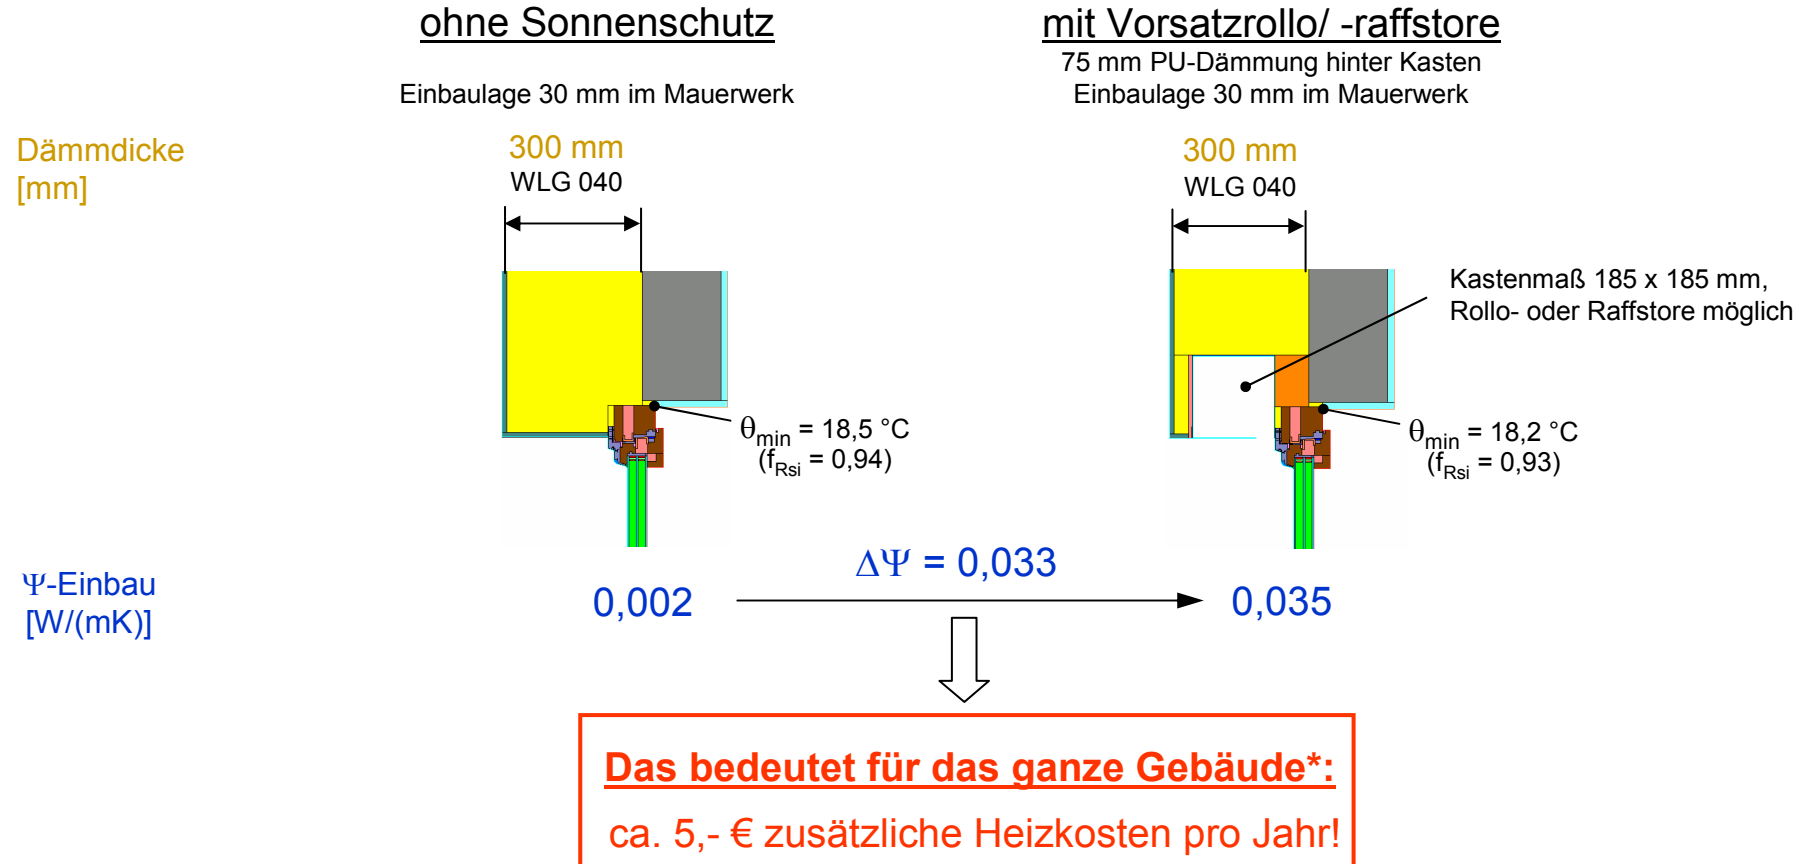 ohne Sonnenschutz
Einbaulage 30 mm im Mauerwerk
mit Vorsatzrollo/ -raffstore
75 mm PU-Dämmung hinter Kasten
Einbaulage 30 mm im Mauerwerk
Dämmdicke
[mm]
300 mm
WLG 040
300 mm
WLG 040
Kastenmaß 185 x 185 mm,
Rollo- oder Raffstore möglich
θmin = 18,5 °C
(fRsi = 0,94)
θmin = 18,2 °C
(fRsi = 0,93)
Ψ-Einbau
[W/(mK)]
0,002
ΔΨ = 0,033
0,035
Das bedeutet für das ganze Gebäude*:
ca. 5,- € zusätzliche Heizkosten pro Jahr!